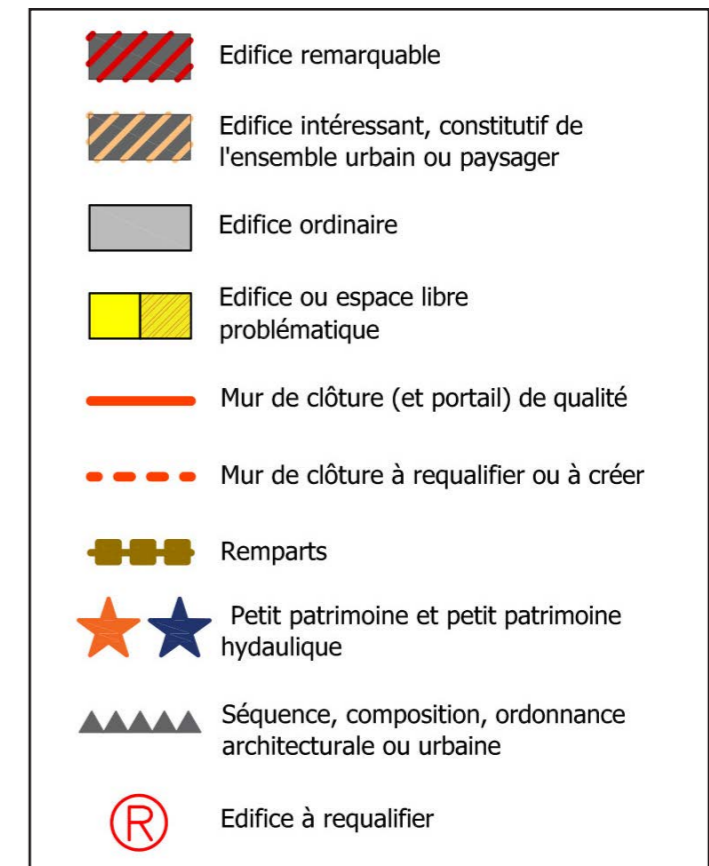 Edifice remarquable
Edifice intéressant, constitutif de
l'ensemble urbain ou paysager
Edifice ordinaire
Edifice ou espace libre
problématique
Mur de clôture (et portail) de qualité
Mur de clôture à requalifier ou à créer
Remparts
Petit patrimoine et petit patrimoine
hydaulique
Séquence, composition, ordonnance
architecturale ou urbaine
R
Edifice à requalifier